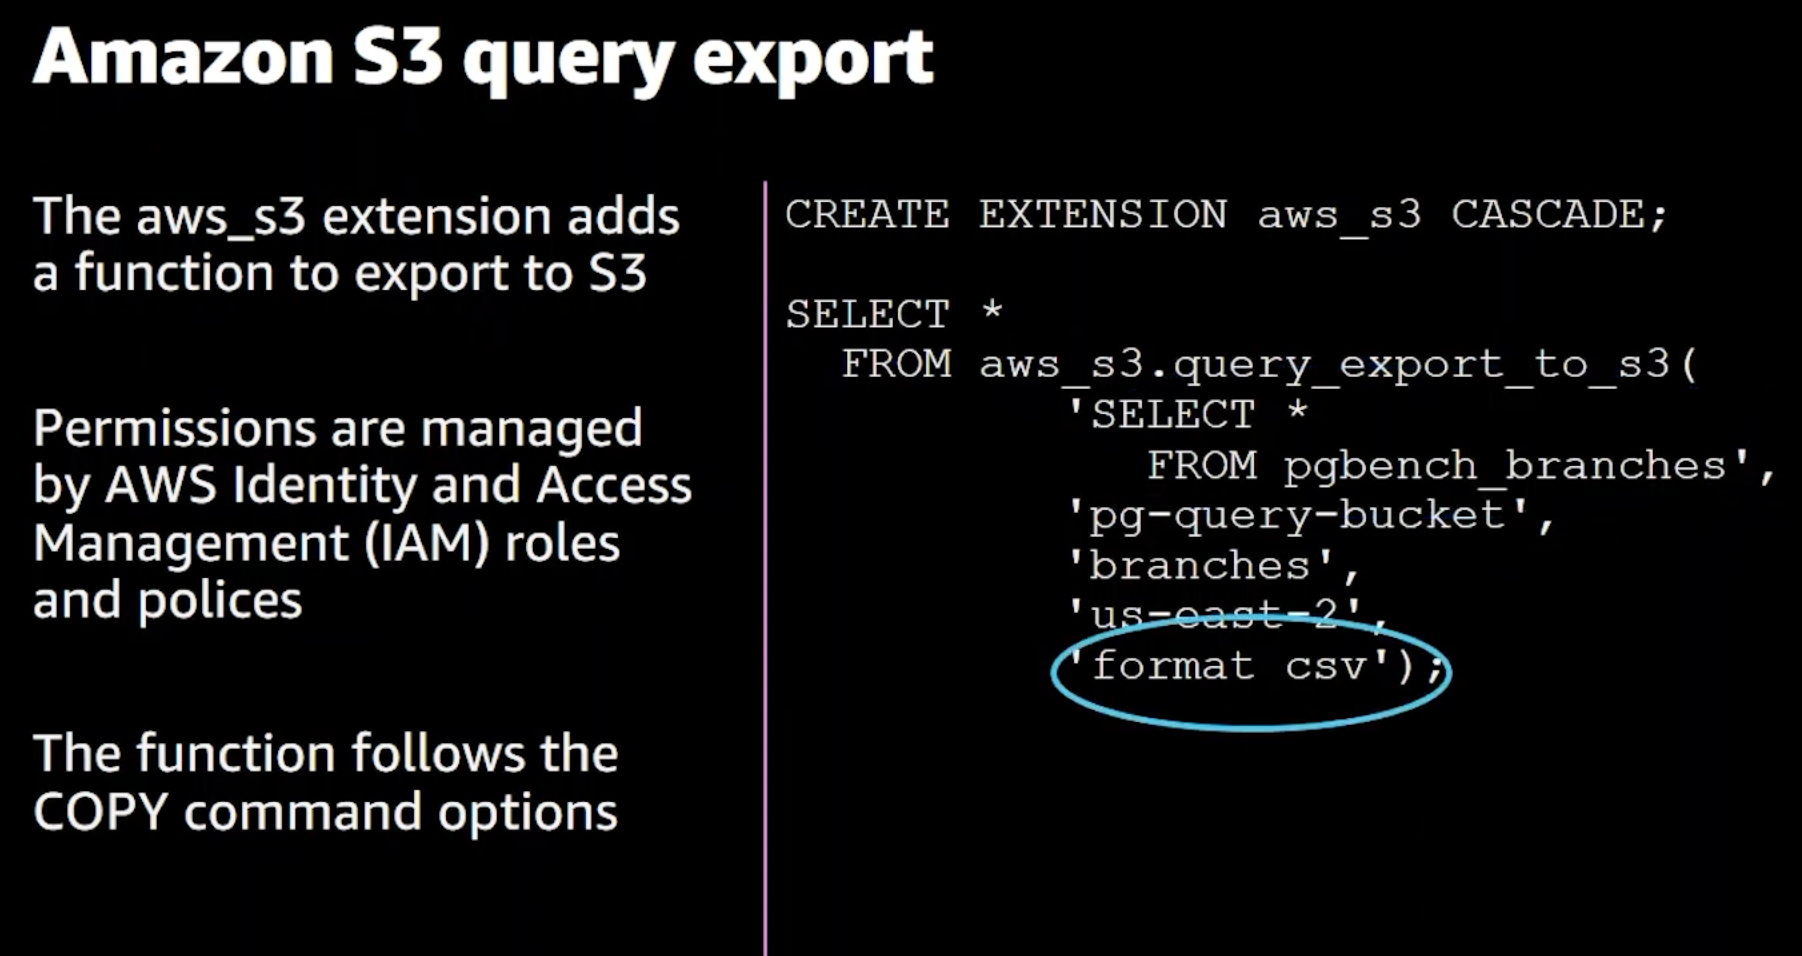 Amazon S3 query export
The aws_s3 extension adds
a function to export to S3
Permissions are managed
by AWS Identity and Access
Management (IAM) roles
and polices
The function follows the
COPY command options
CREATE EXTENSION aws_s3 CASCADE;
SELECT *
FROM aws_s3.query_export_to_s3(
'SELECT *
FROM pgbench_branches',
'pg-query-bucket',
'branches',
'us-east-2',
'format csv');